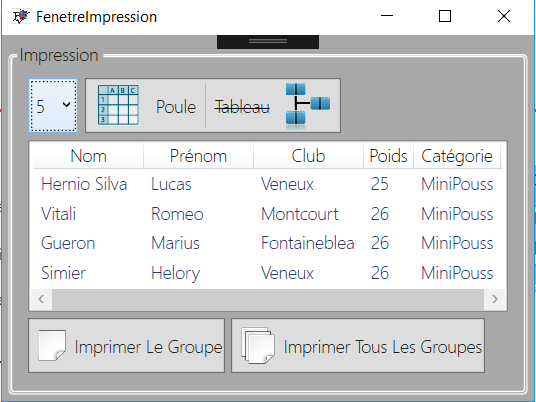 FenetreImpression
Impression
5 Poule Tableau
Nom Prénom Club Poids Catégorie
Hernio Silva Lucas Veneux 25 MiniPouss
Vitali Romeo Montcourt 26 MiniPouss
Gueron Marius Fontaineblea 26 MiniPouss
Simier Helory Veneux 26 MiniPouss
Imprimer Le Groupe Imprimer Tous Les Groupes